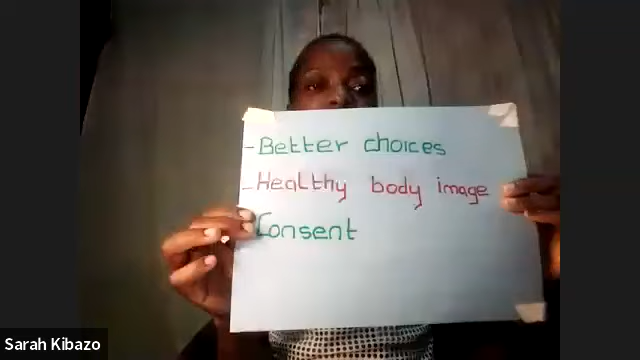 - Better choices
- Healthy body image
Consent
Sarah Kibazo